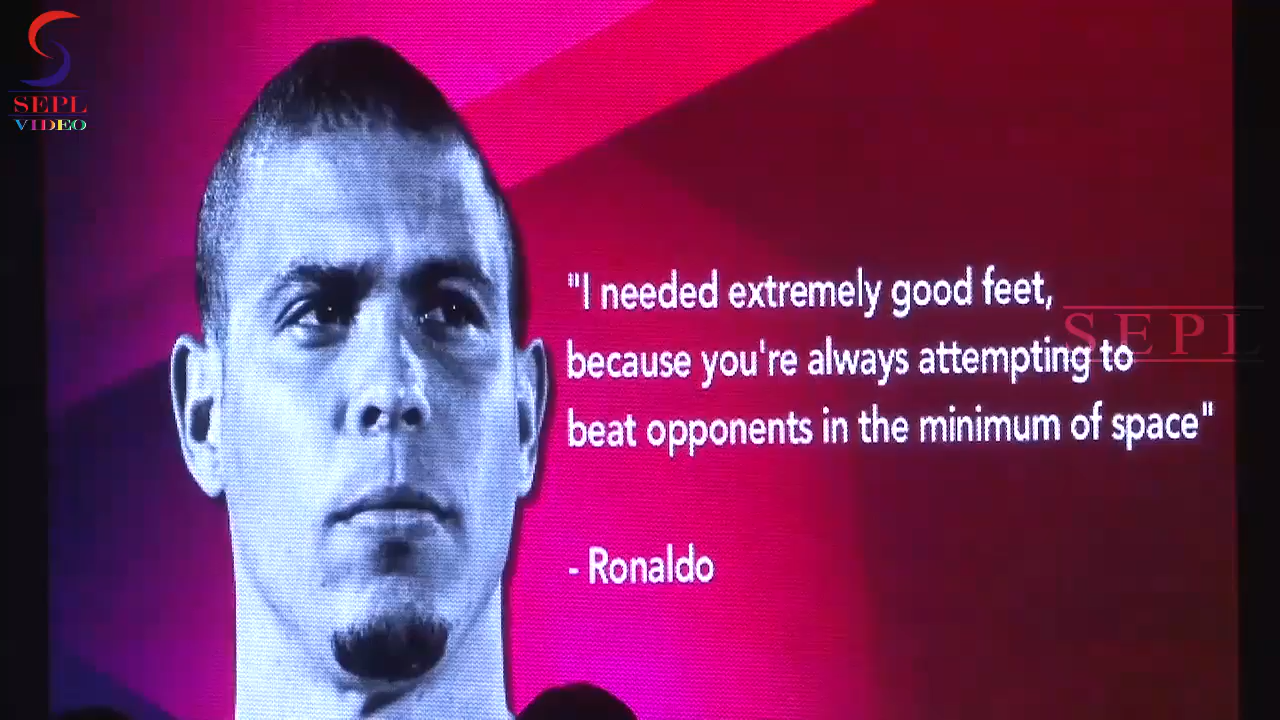 SEPL
VIDEO
"I needed extremely good feet,
SEPL
because you're always attempting to
beat opponents in the minimum of space"
- Ronaldo